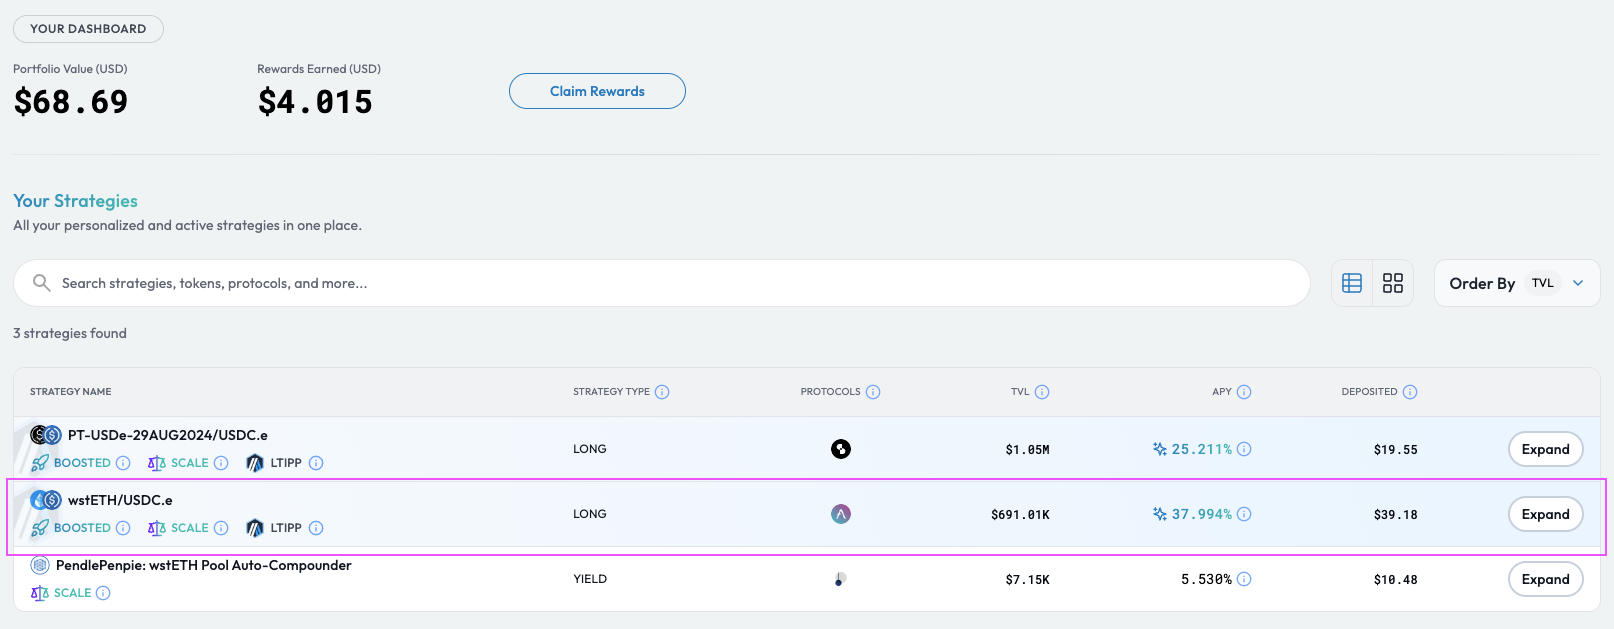 YOUR DASHBOARD
Portfolio Value (USD)
Rewards Earned (USD)
$68.69
$4.015
Claim Rewards
Your Strategies
All your personalized and active strategies in one place.
Search strategies, tokens, protocols, and more...
Order By TVL
3 strategies found
STRATEGY NAME STRATEGY TYPE PROTOCOLS TVL APY DEPOSITED
PT-USDe-29AUG2024/USDC.e
BOOSTED SCALE LTIPP
LONG $1.05M 25.211% $19.55 Expand
wstETH/USDC.e
BOOSTED SCALE LTIPP
LONG $691.01K 37.994% $39.18 Expand
PendlePenpie: wstETH Pool Auto-Compounder
SCALE
YIELD $7.15K 5.530% $10.48 Expand